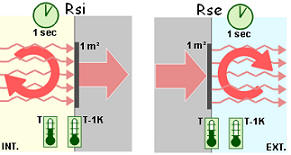 Rsi
1 sec
1 m²
T
T-1K
INT.
Rse
1 sec
1 m²
T
T-1K
EXT.